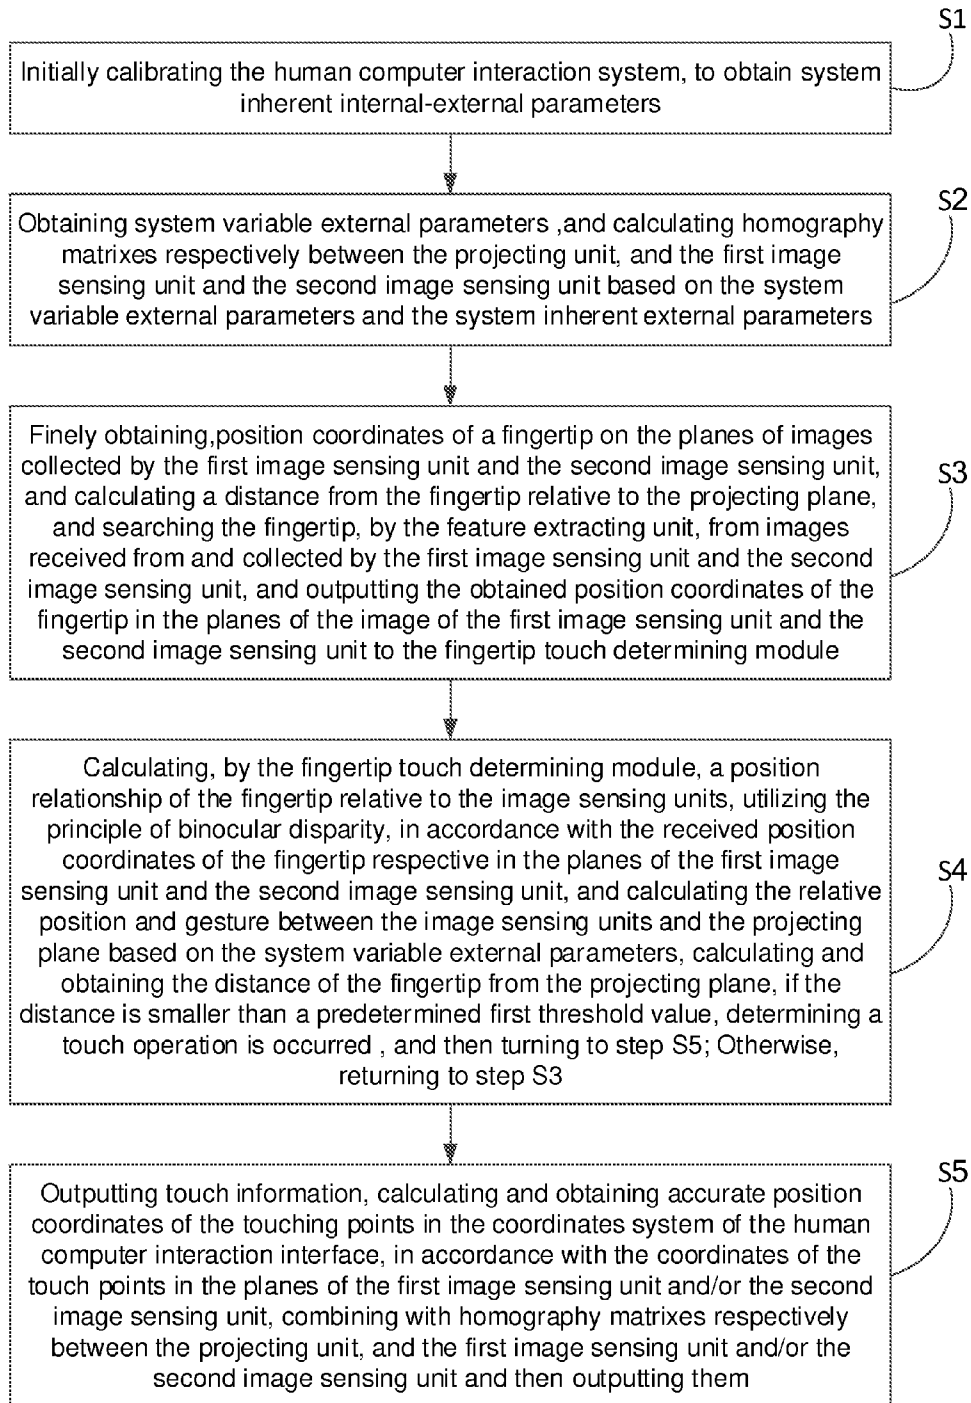 S1
Initially calibrating the human computer interaction system, to obtain system
inherent internal-external parameters
S2
Obtaining system variable external parameters ,and calculating homography
matrixes respectively between the projecting unit, and the first image
sensing unit and the second image sensing unit based on the system
variable external parameters and the system inherent external parameters
S3
Finely obtaining,position coordinates of a fingertip on the planes of images
collected by the first image sensing unit and the second image sensing unit,
and calculating a distance from the fingertip relative to the projecting plane,
and searching the fingertip, by the feature extracting unit, from images
received from and collected by the first image sensing unit and the second
image sensing unit, and outputting the obtained position coordinates of the
fingertip in the planes of the image of the first image sensing unit and the
second image sensing unit to the fingertip touch determining module
S4
Calculating, by the fingertip touch determining module, a position
relationship of the fingertip relative to the image sensing units, utilizing the
principle of binocular disparity, in accordance with the received position
coordinates of the fingertip respective in the planes of the first image
sensing unit and the second image sensing unit, and calculating the relative
position and gesture between the image sensing units and the projecting
plane based on the system variable external parameters, calculating and
obtaining the distance of the fingertip from the projecting plane, if the
distance is smaller than a predetermined first threshold value, determining a
touch operation is occurred , and then turning to step S5; Otherwise,
returning to step S3
S5
Outputting touch information, calculating and obtaining accurate position
coordinates of the touching points in the coordinates system of the human
computer interaction interface, in accordance with the coordinates of the
touch points in the planes of the first image sensing unit and/or the second
image sensing unit, combining with homography matrixes respectively
between the projecting unit, and the first image sensing unit and/or the
second image sensing unit and then outputting them